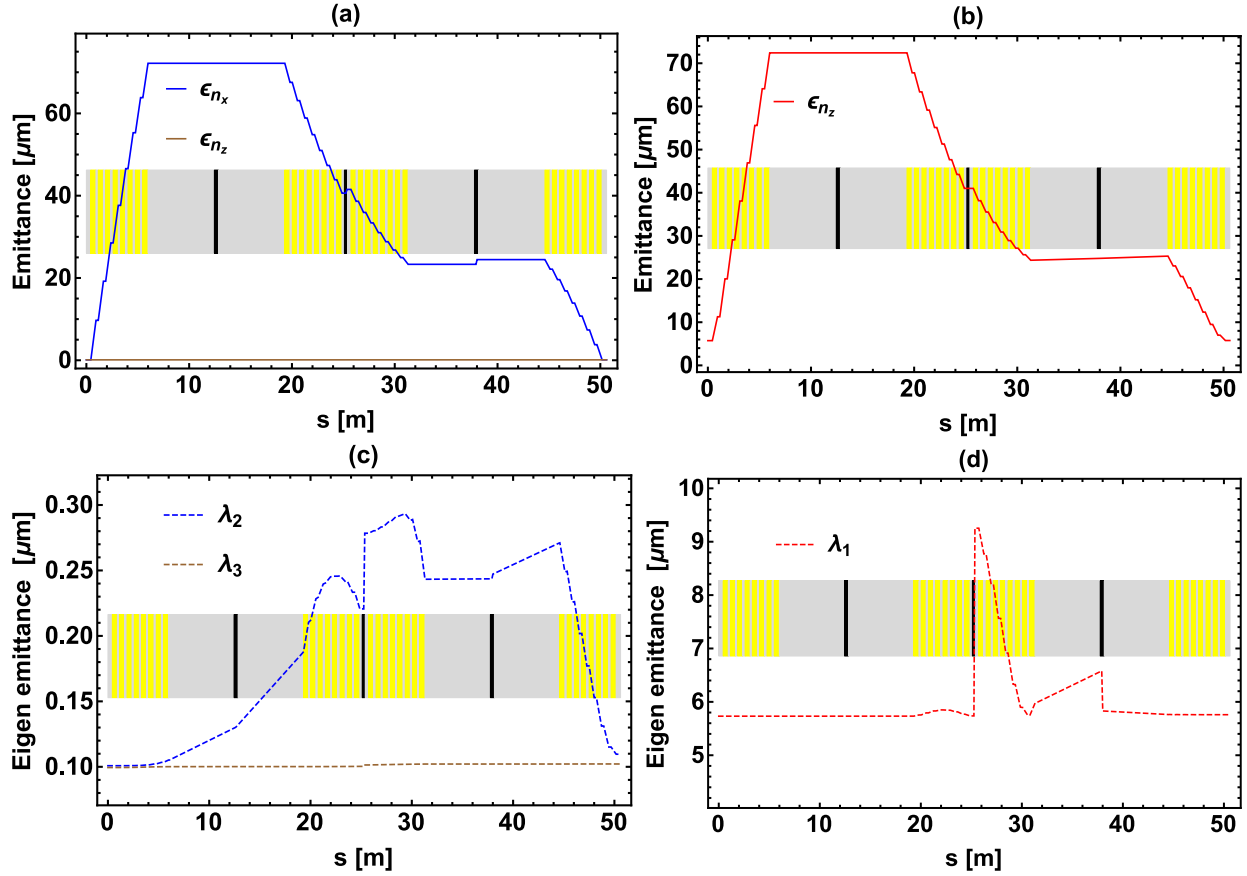 (a)
Emittance [μm]
60
40
20
0
ϵnx
ϵnz
0 10 20 30 40 50
s [m]
(b)
Emittance [μm]
70
60
50
40
30
20
10
0
ϵnz
0 10 20 30 40 50
s [m]
(c)
Eigen emittance [μm]
0.30
0.25
0.20
0.15
0.10
λ2
λ3
0 10 20 30 40 50
s [m]
(d)
Eigen emittance [μm]
10
9
8
7
6
5
λ1
0 10 20 30 40 50
s [m]